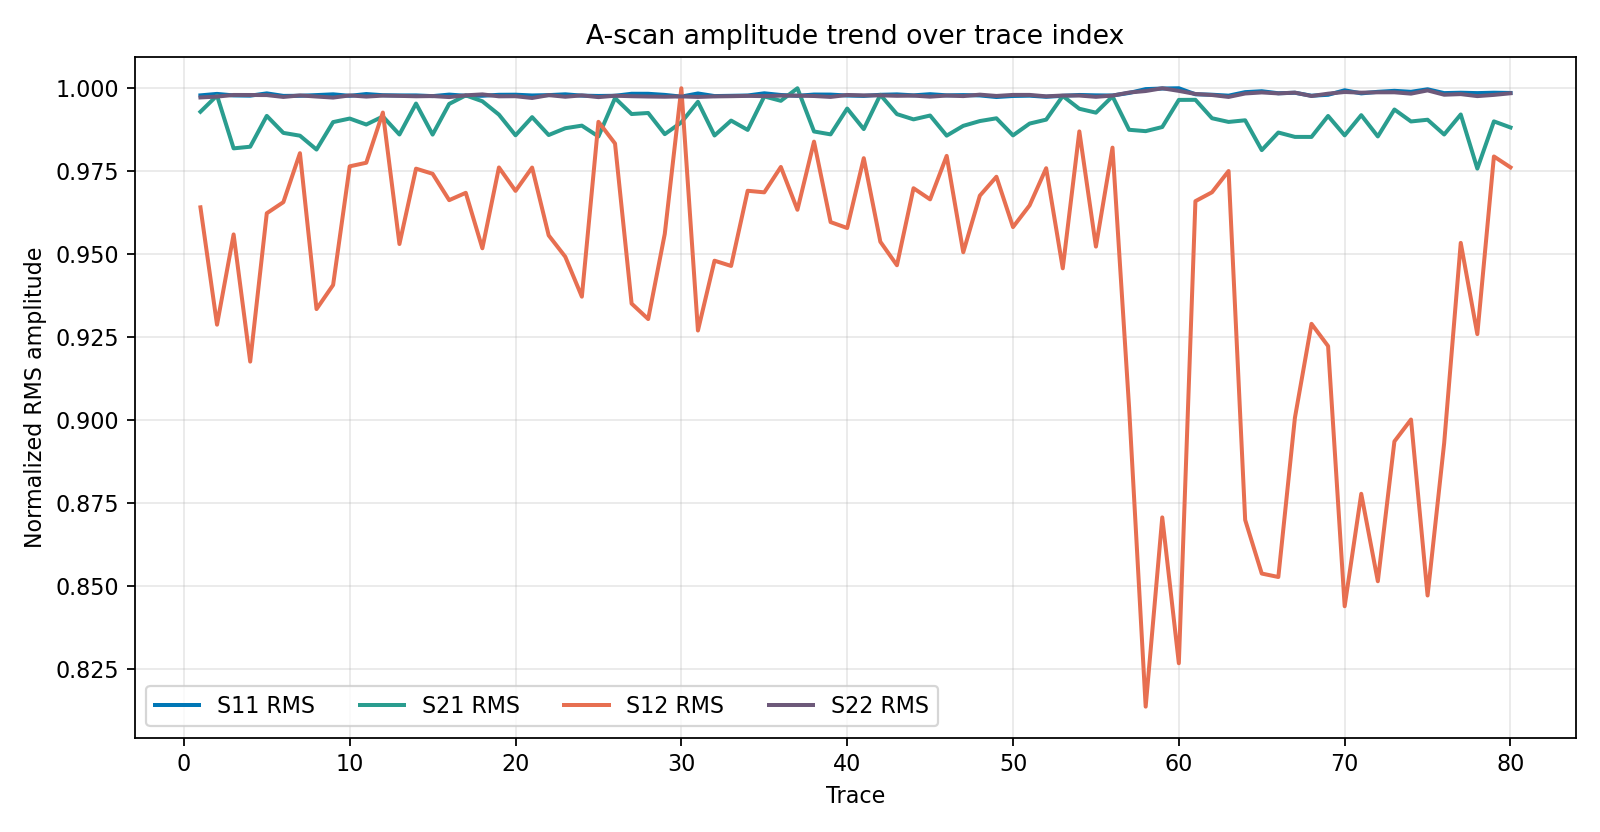 A-scan amplitude trend over trace index
Normalized RMS amplitude
1.000
0.975
0.950
0.925
0.900
0.875
0.850
0.825
S11 RMS S21 RMS S12 RMS S22 RMS
0 10 20 30 40 50 60 70 80
Trace